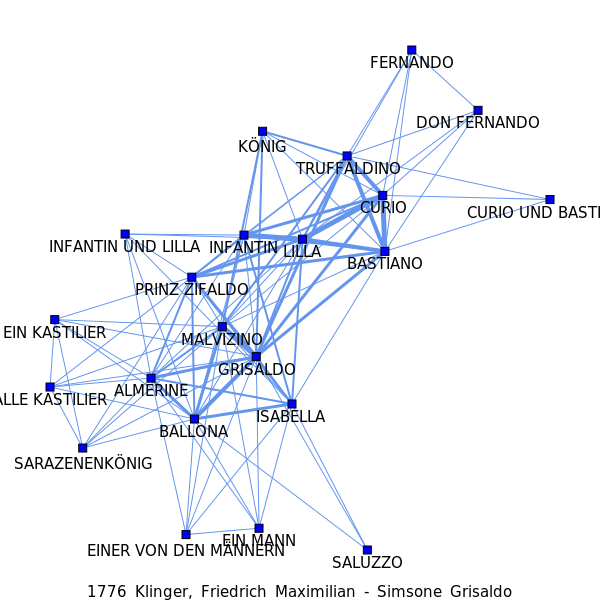 FERNANDO
DON FERNANDO
KÖNIG
TRUFFALDINO
CURIO
CURIO UND BASTI
INFANTIN UND LILLA
INFANTIN
LILLA
BASTIANO
PRINZ ZIFALDO
EIN KASTILIER
MALVIZINO
GRISALDO
ALLE KASTILIER
ALMERINE
ISABELLA
BALLONA
SARAZENENKÖNIG
EIN MANN
EINER VON DEN MÄNNERN
SALUZZO
1776 Klinger, Friedrich Maximilian - Simsone Grisaldo